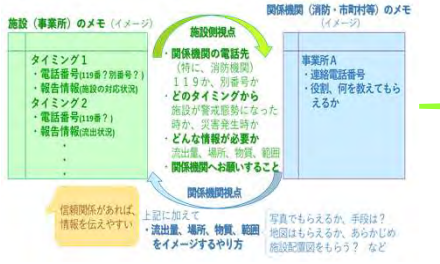 施設(事業所)のメモ(イメージ)
タイミング1
・電話番号(119番?別番号?)
・報告情報(施設の対応状況)
タイミング2
・電話番号(119番?)
・報告情報(流出状況)
・
・
・
施設側視点
・関係機関の電話先
(特に、消防機関)
119か、別番号か
・どのタイミングから
施設が警戒態勢になった
時か、災害発生時か
・どんな情報が必要か
流出量、場所、物質、範囲
・関係機関へお願いすること
関係機関視点
関係機関(消防・市町村等)のメモ
(イメージ)
事業所A
・連絡電話番号
・役割、何を教えてもら
えるか
信頼関係があれば、
情報を伝えやすい
上記に加えて
・流出量、場所、物質、範囲
をイメージするやり方
写真でもらえるか、手段は?
地図はもらえるか、あらかじめ
施設配置図をもらう? など